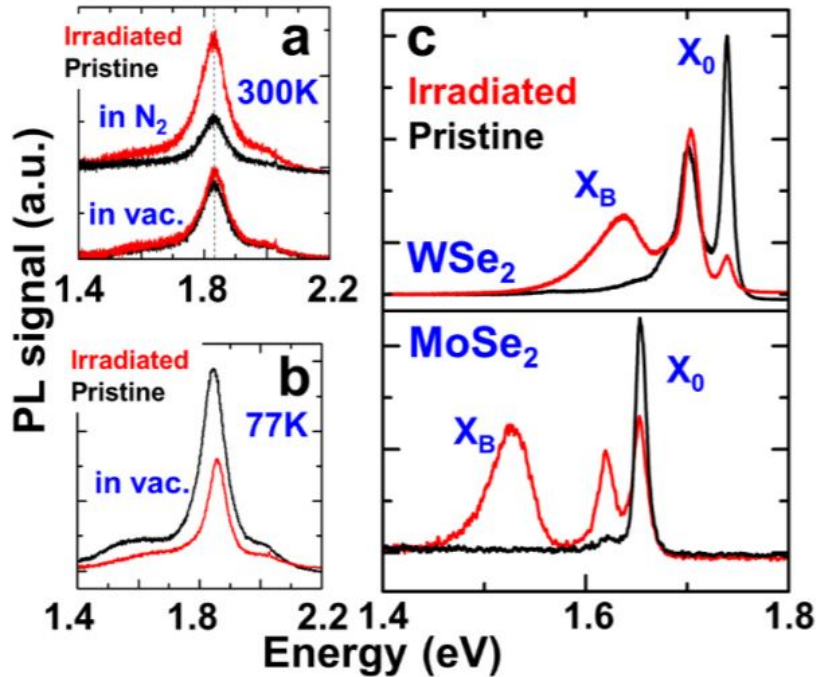 Irradiated
Pristine
a
300K
in N₂
in vac.
1.4 1.8 2.2
Irradiated
Pristine
b
77K
in vac.
1.4 1.8 2.2
c
X₀
Irradiated
Pristine
X_B
WSe₂
MoSe₂
X₀
X_B
1.4 1.6 1.8
PL signal (a.u.)
Energy (eV)